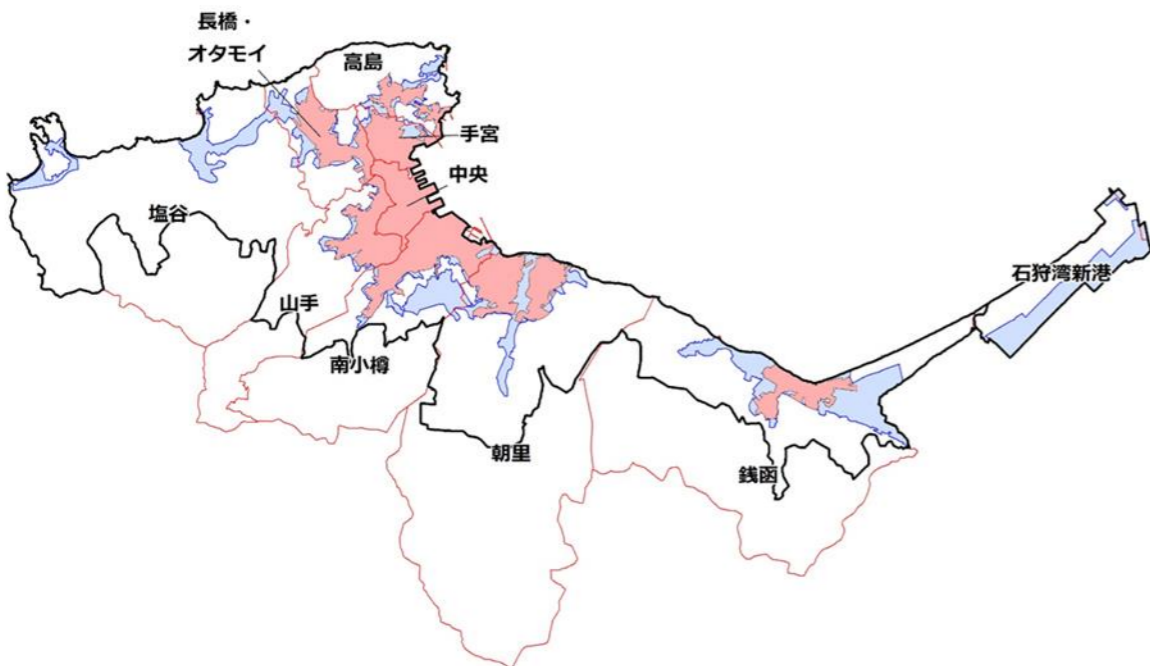 長橋・
オタモイ
高島
手宮
中央
塩谷
石狩湾新港
山手
南小樽
朝里
銭函